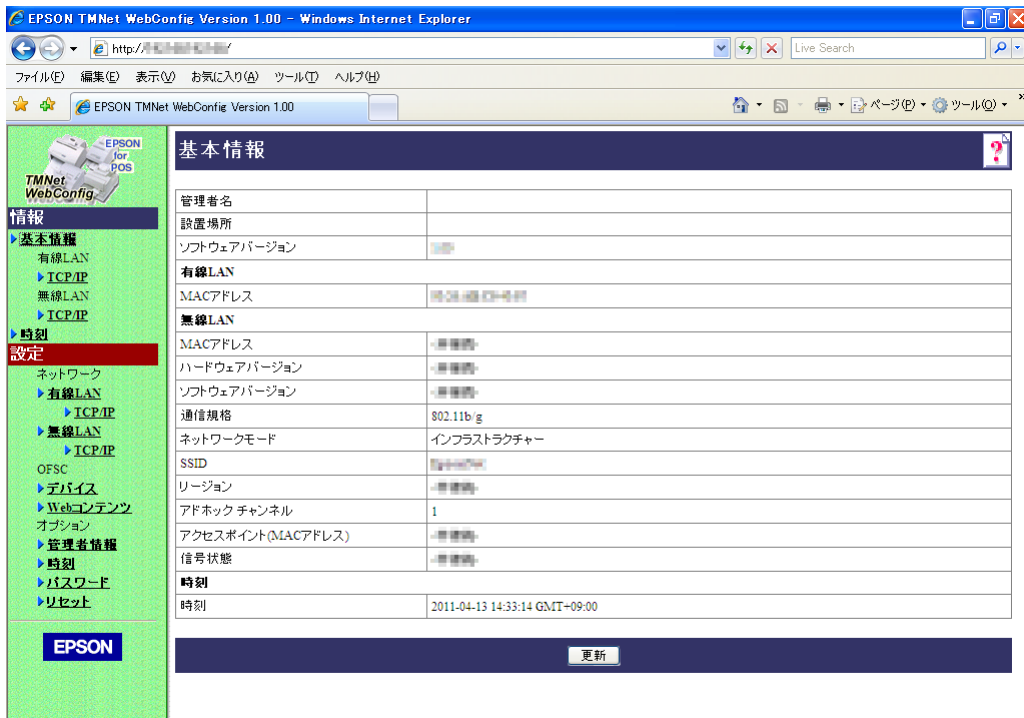 EPSON TMNet WebConfig Version 1.00 - Windows Internet Explorer
http://
Live Search
ファイル(F) 編集(E) 表示(V) お気に入り(A) ツール(T) ヘルプ(H)
EPSON TMNet WebConfig Version 1.00
ページ(P) ツール(O)
EPSON
for
POS
TMNet
WebConfig
情報
基本情報
有線LAN
TCP/IP
無線LAN
TCP/IP
時刻
設定
ネットワーク
有線LAN
TCP/IP
無線LAN
TCP/IP
OFSC
デバイス
Webコンテンツ
オプション
管理者情報
時刻
パスワード
リセット
EPSON
基本情報
?
管理者名
設置場所
ソフトウェアバージョン
有線LAN
MACアドレス
無線LAN
MACアドレス
ハードウェアバージョン
ソフトウェアバージョン
通信規格 802.11b/g
ネットワークモード インフラストラクチャー
SSID
リージョン
アドホック チャンネル 1
アクセスポイント(MACアドレス)
信号状態
時刻
時刻 2011-04-13 14:33:14 GMT+09:00
更新